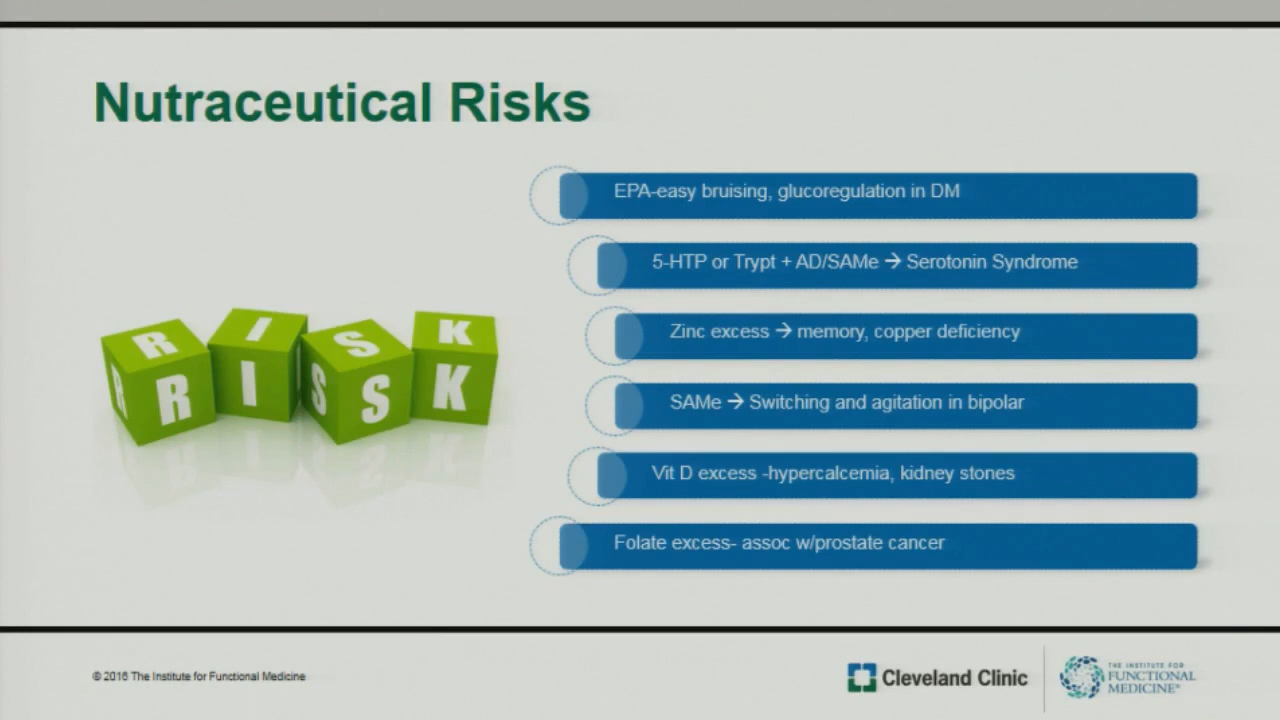 Nutraceutical Risks
EPA-easy bruising, glucoregulation in DM
5-HTP or Trypt + AD/SAMe → Serotonin Syndrome
Zinc excess → memory, copper deficiency
SAMe → Switching and agitation in bipolar
Vit D excess -hypercalcemia, kidney stones
Folate excess- assoc w/prostate cancer
R I S K
R R I S S K
© 2016 The Institute for Functional Medicine
Cleveland Clinic
THE INSTITUTE FOR
FUNCTIONAL
MEDICINE®